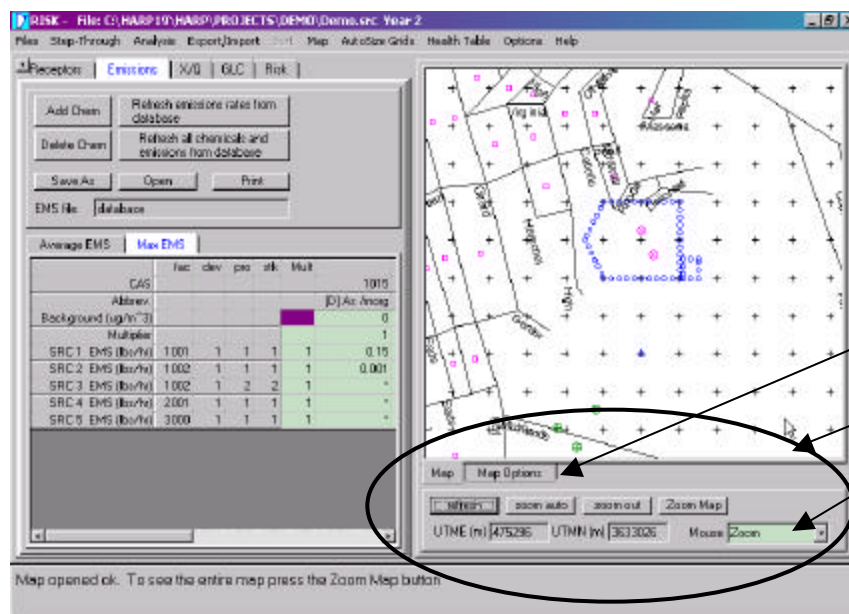 RISK - File: C:\HARP19\HARP\PROJECTS\DEMO\Demo.src Year 2
Files Step-Through Analysis Export/Import Map AutoSize Grids Health Table Options Help
Receptors Emissions X/Q GLC Risk
Add Chem Refresh emissions rates from database
Delete Chem Refresh all chemicals and emissions from database
Save As Open Print
EMS file: database
Average EMS Max EMS
fac dev pro stk Mult
CAS 1015
Abbrev. [D] As /inorg
Background (ug/m^3) 0
Multiplier 1
SRC 1 EMS (lbs/hr) 1001 1 1 1 1 0.15
SRC 2 EMS (lbs/hr) 1002 1 1 1 1 0.001
SRC 3 EMS (lbs/hr) 1002 1 2 2 1 *
SRC 4 EMS (lbs/hr) 2001 1 1 1 1 *
SRC 5 EMS (lbs/hr) 3000 1 1 1 1 *
High
Map Map Options
refresh zoom auto zoom out Zoom Map
UTME (m) 475296 UTMN (m) 3633026 Mouse Zoom
Map opened ok. To see the entire map press the Zoom Map button